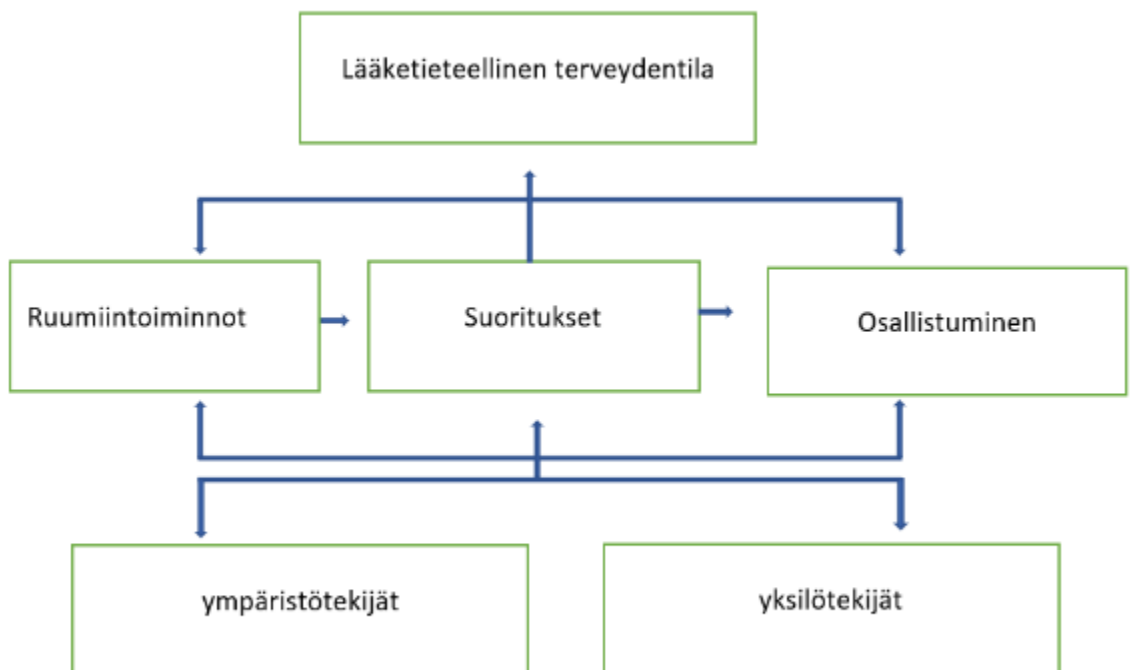 Lääketieteellinen terveydentila
Ruumiintoiminnot
Suoritukset
Osallistuminen
ympäristötekijät
yksilötekijät